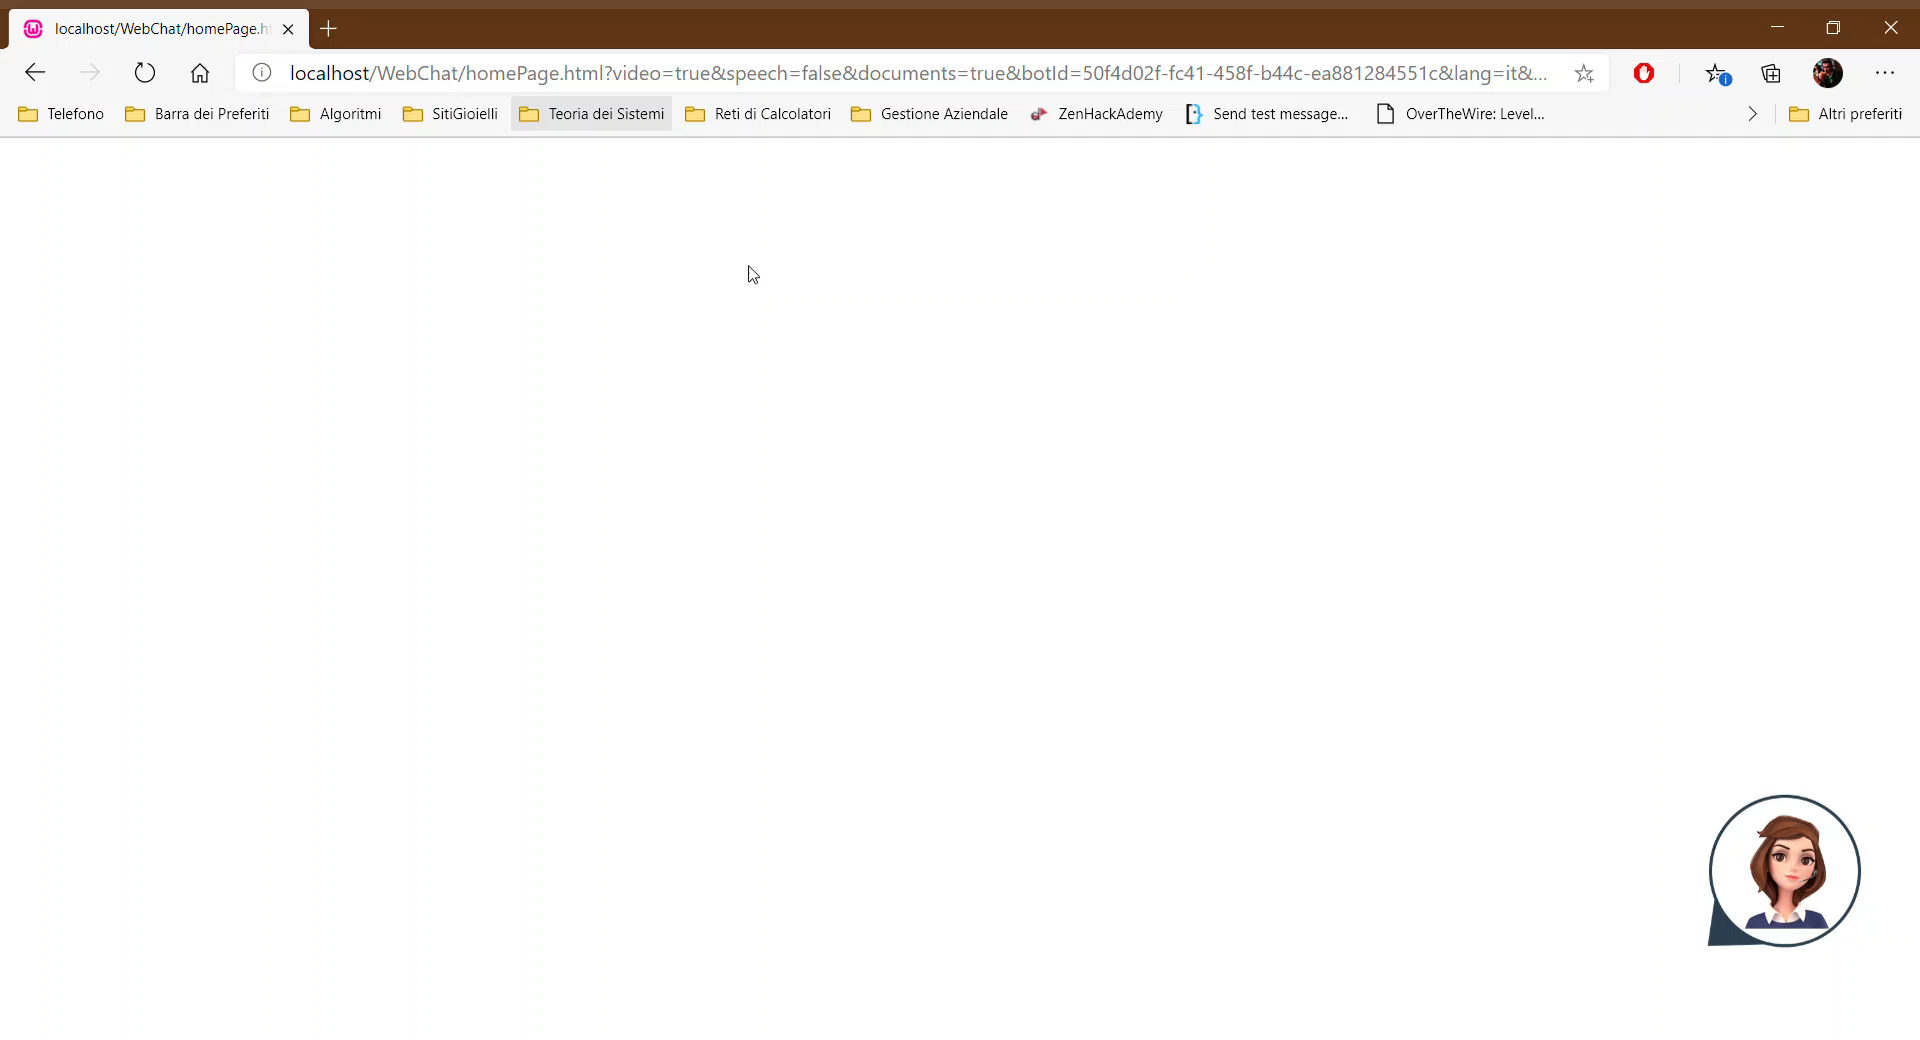 localhost/WebChat/homePage.h
localhost/WebChat/homePage.html?video=true&speech=false&documents=true&botId=50f4d02f-fc41-458f-b44c-ea881284551c&lang=it&...
Telefono Barra dei Preferiti Algoritmi SitiGioielli Teoria dei Sistemi Reti di Calcolatori Gestione Aziendale ZenHackAdemy Send test message... OverTheWire: Level... Altri preferiti